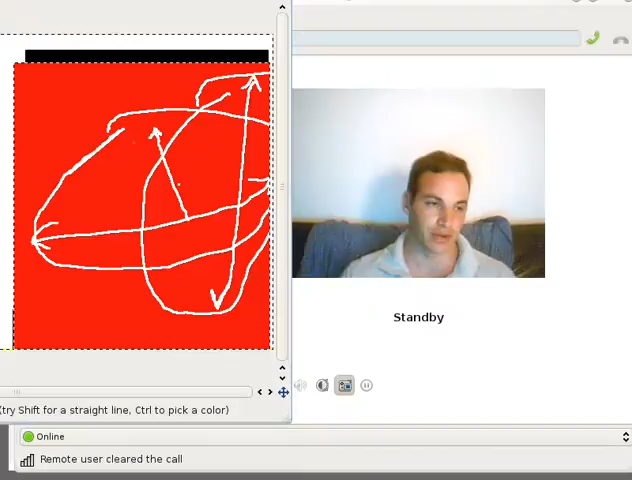 Standby
(try Shift for a straight line, Ctrl to pick a color)
Online
Remote user cleared the call